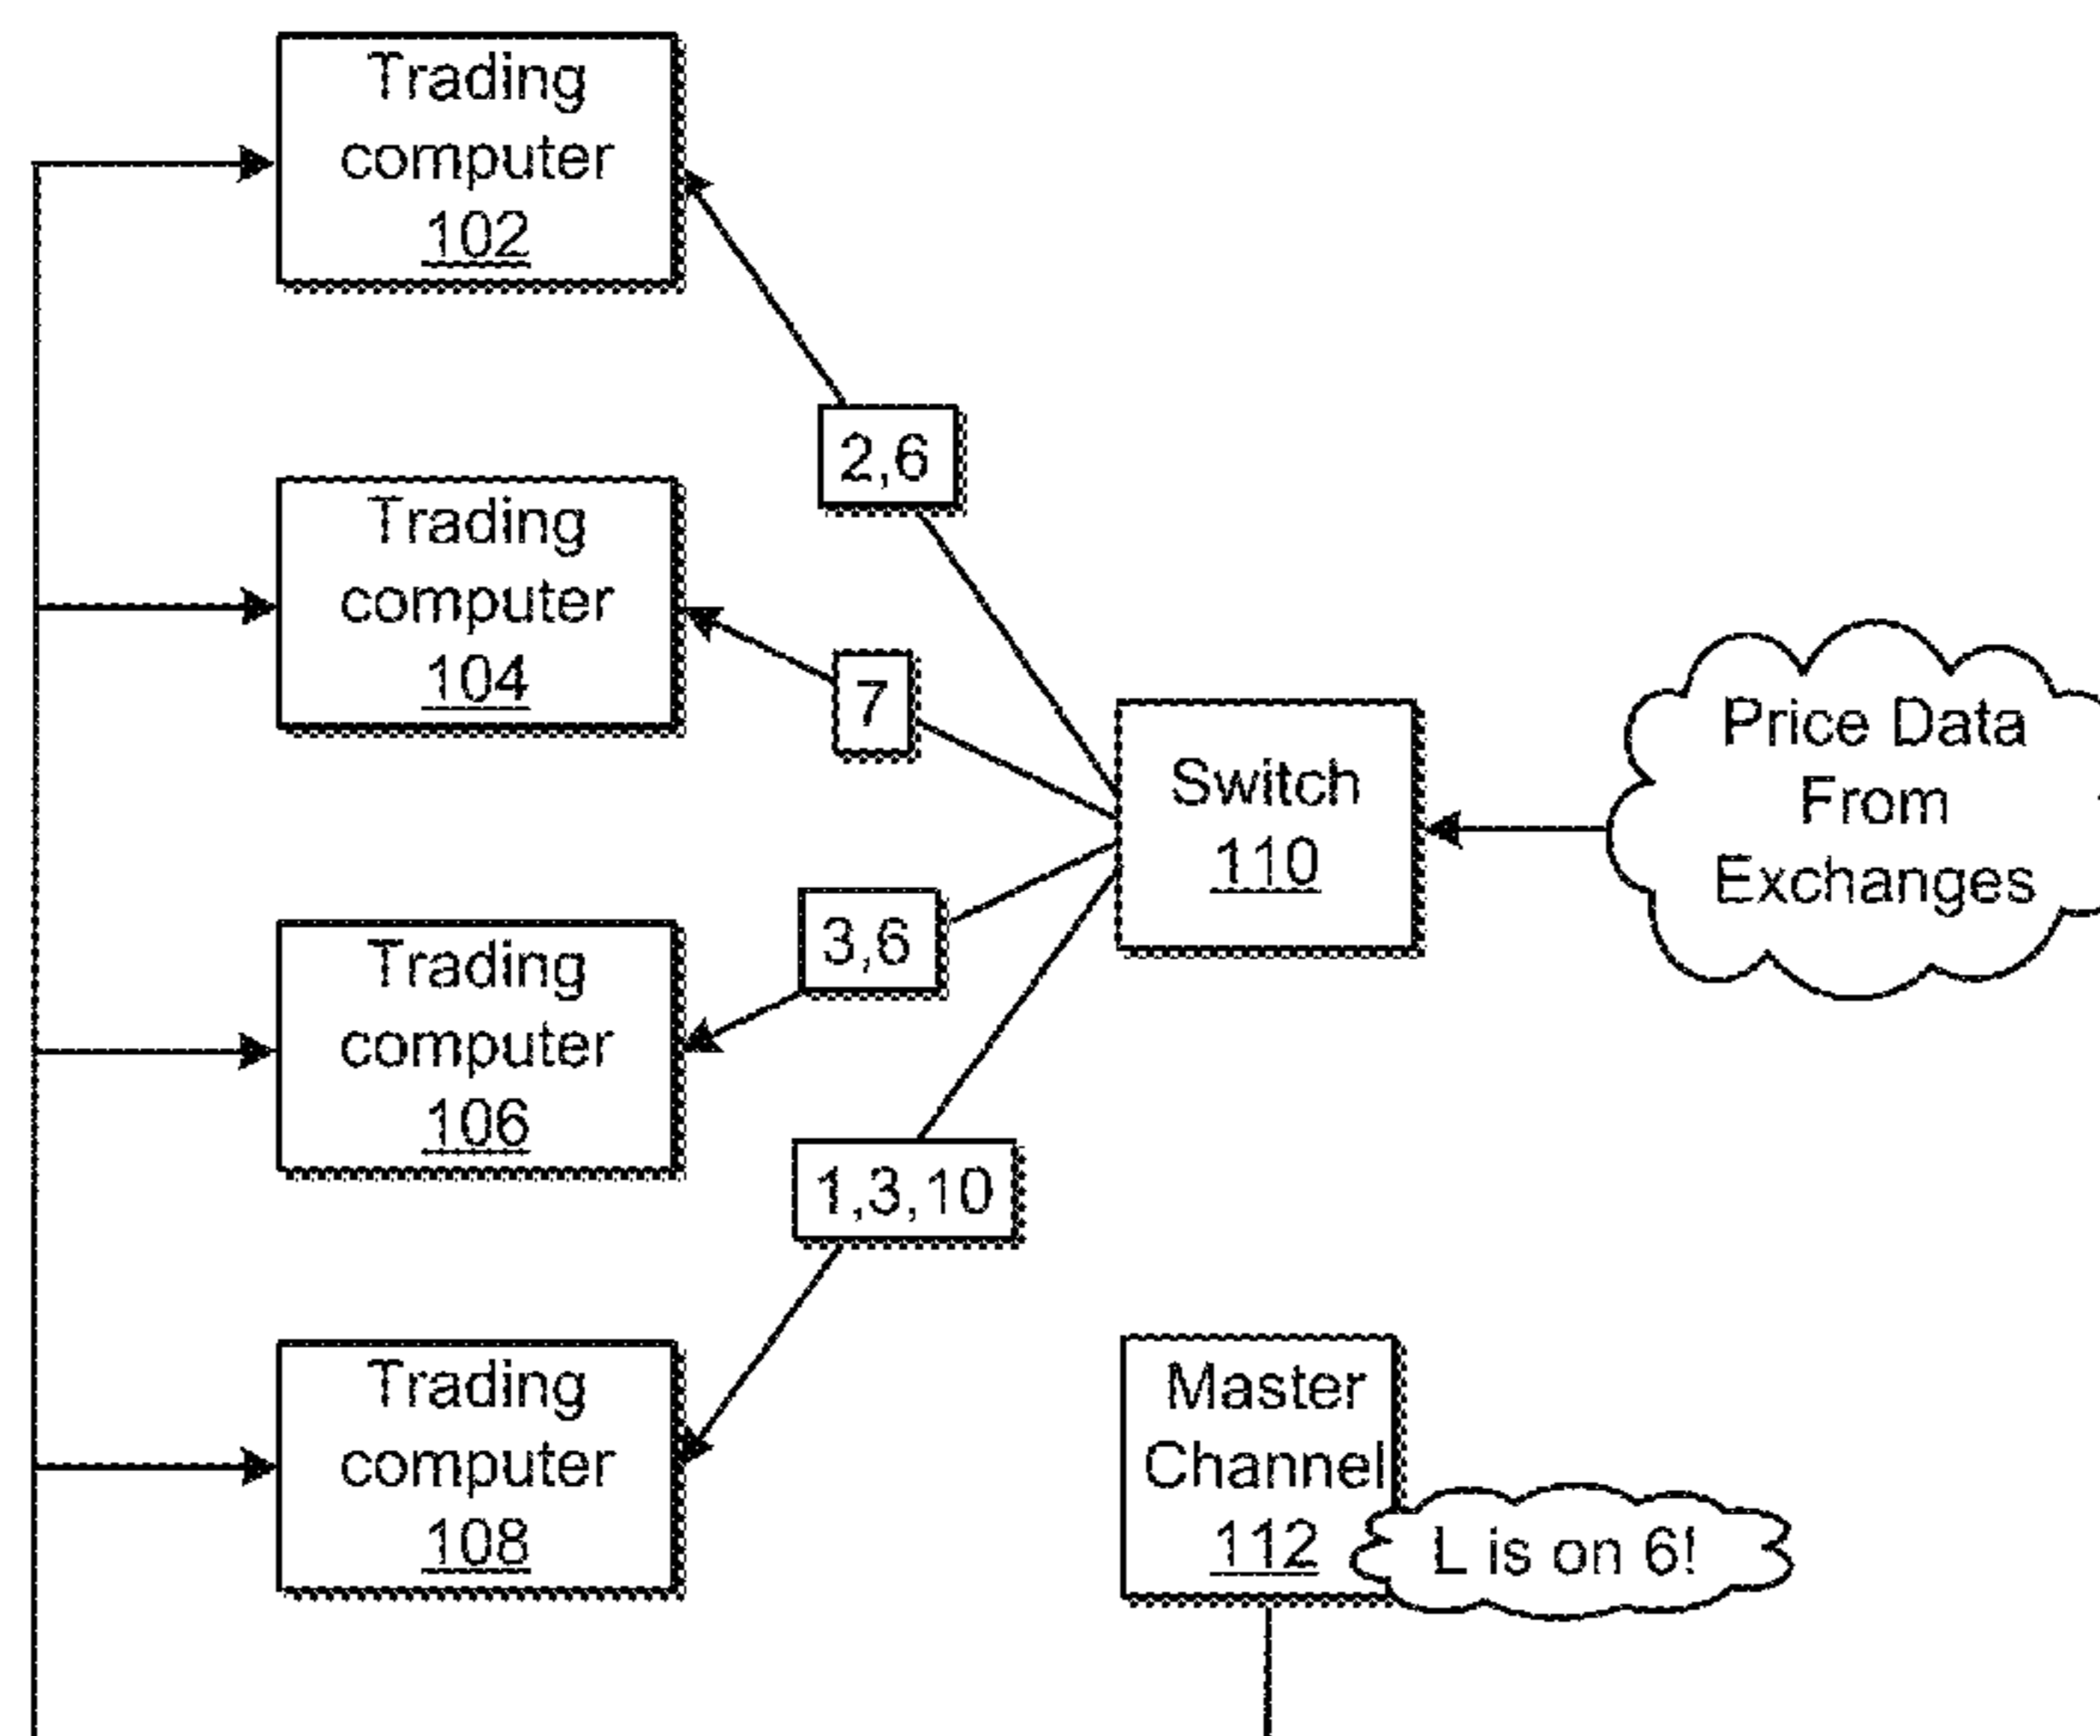 Trading
computer
102
2,6
Trading
computer
104
7
Switch
110
Price Data
From
Exchanges
3,6
Trading
computer
106
1,3,10
Trading
computer
108
Master
Channel
112
L is on 6!